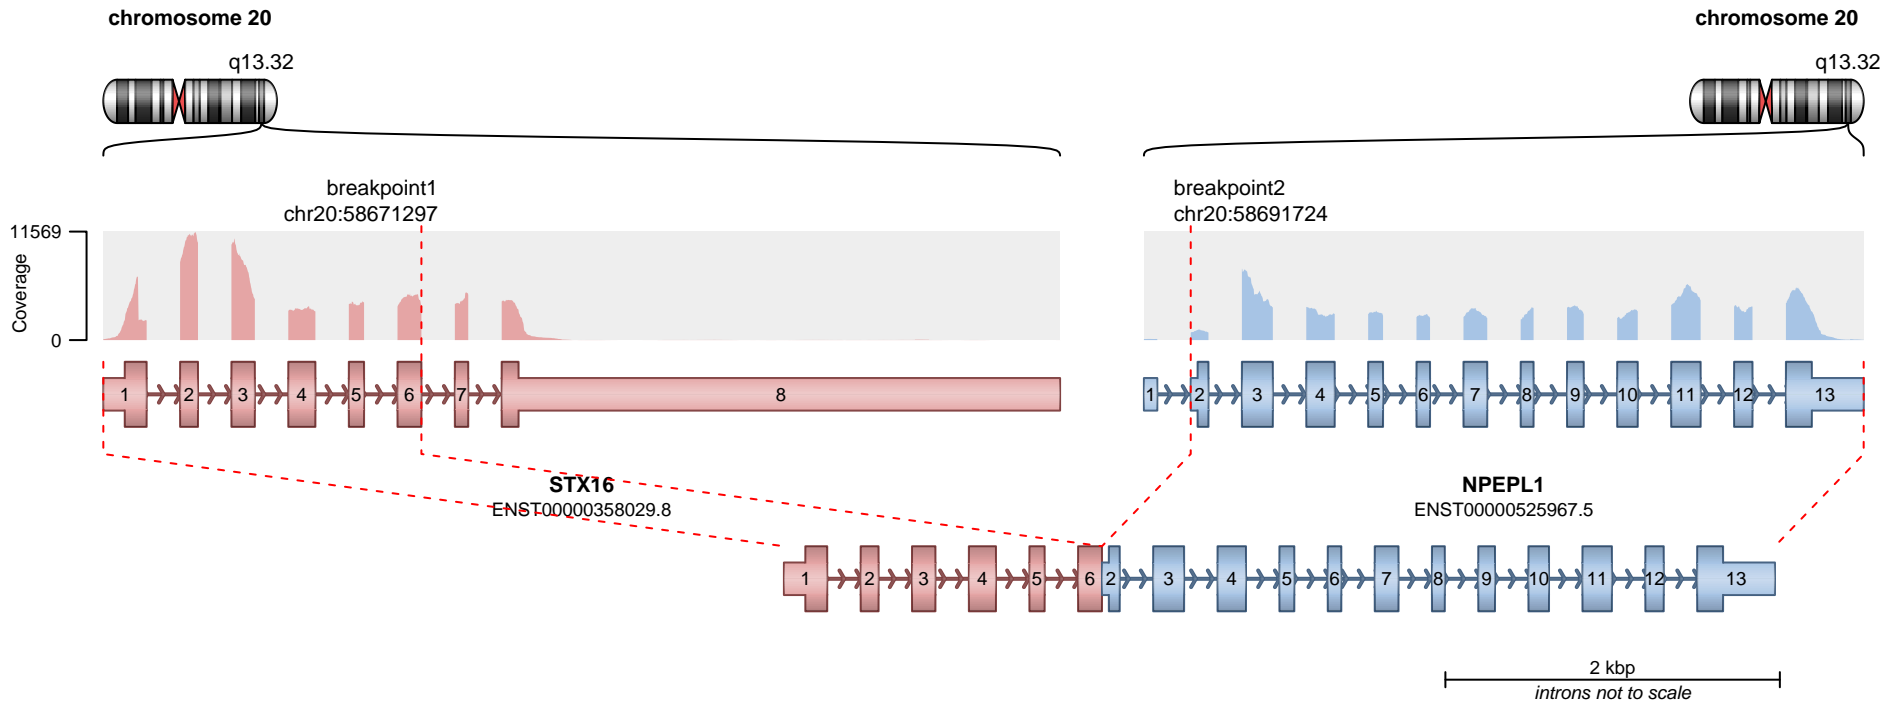 chromosome 20
chromosome 20
q13.32
q13.32
breakpoint1
chr20:58671297
breakpoint2
chr20:58691724
11569
Coverage
0
1 2 3 4 5 6 7 8
1 2 3 4 5 6 7 8 9 10 11 12 13
STX16
ENST00000358029.8
NPEPL1
ENST00000525967.5
1 2 3 4 5 6 2 3 4 5 6 7 8 9 10 11 12 13
2 kbp
introns not to scale